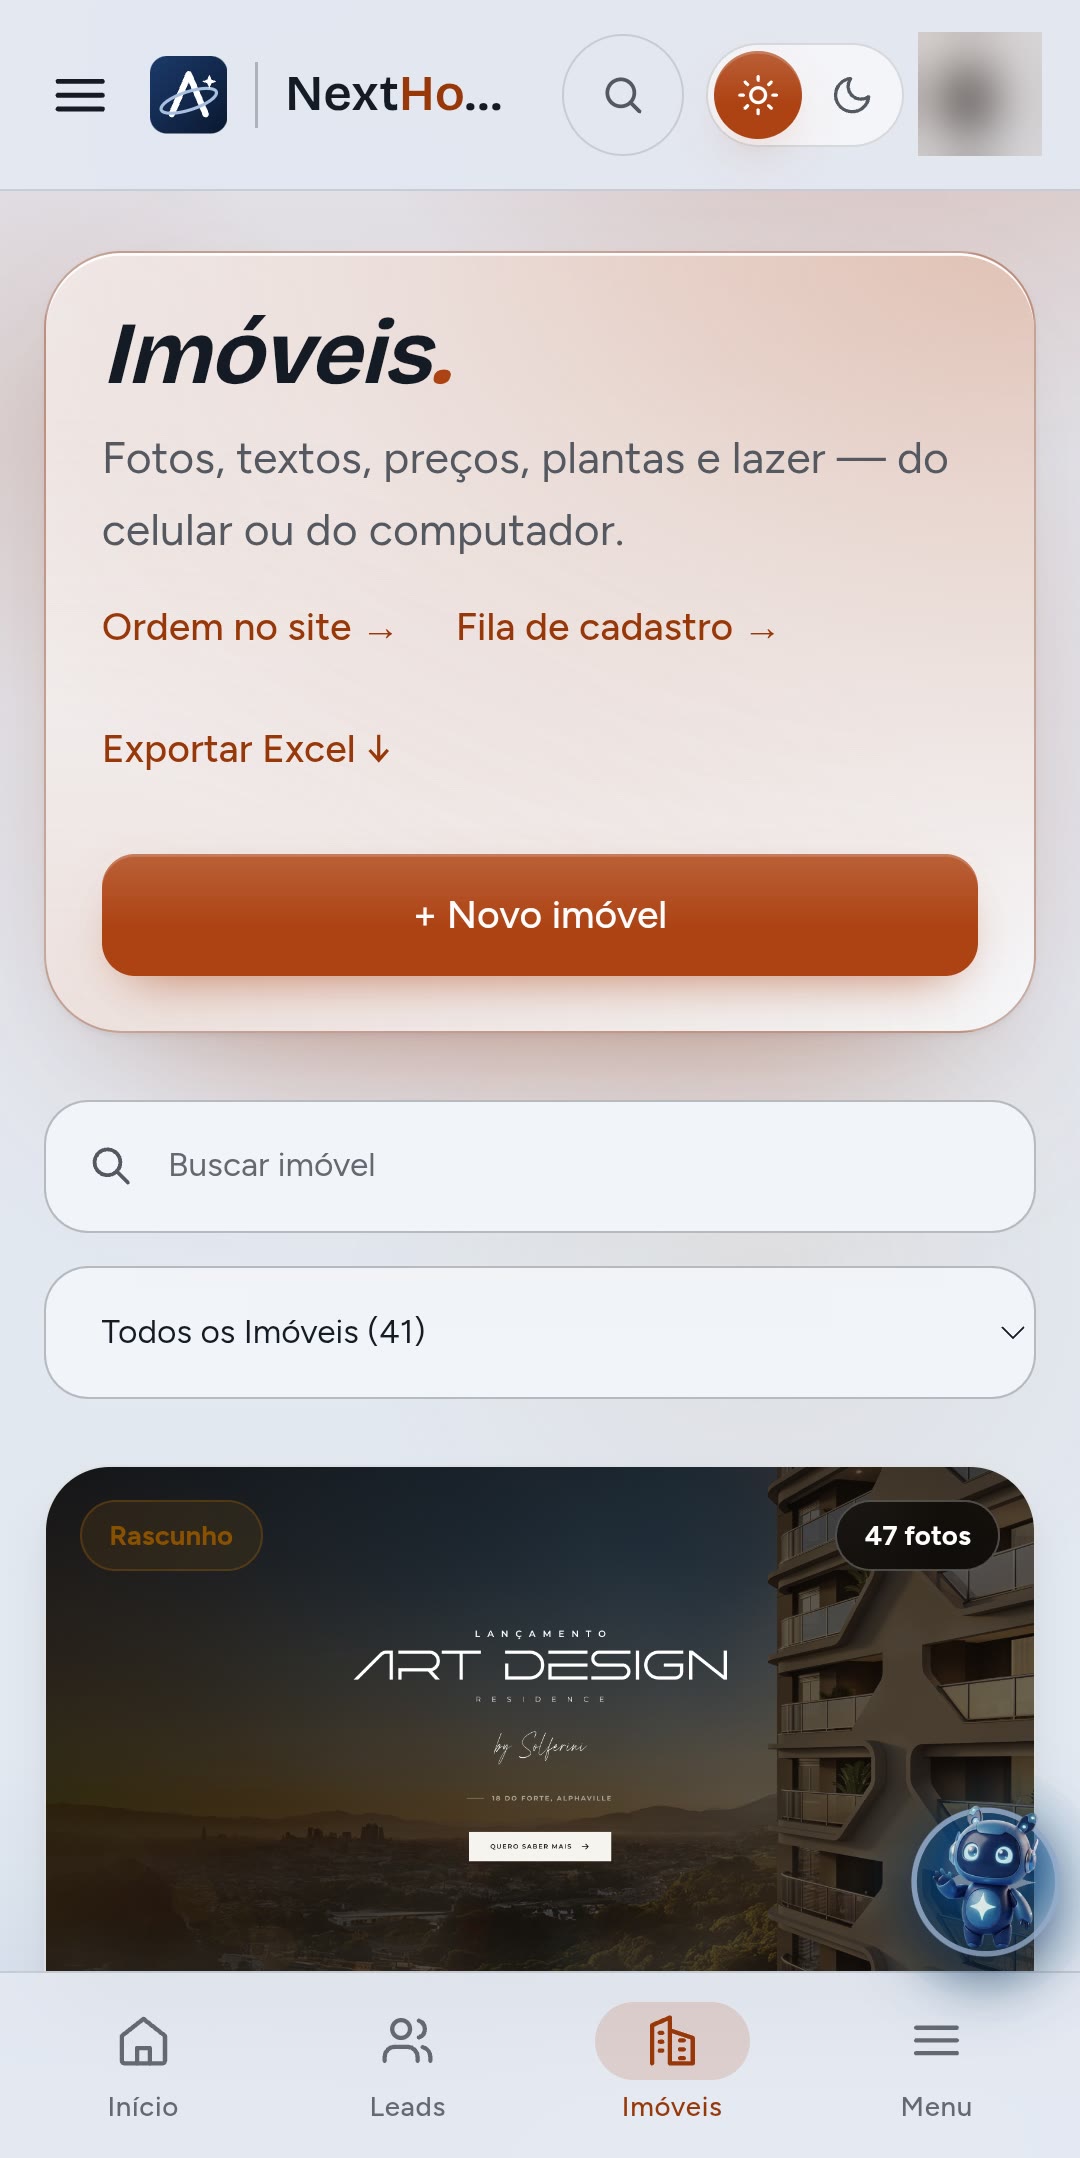 NextHo...
Imóveis.
Fotos, textos, preços, plantas e lazer — do
celular ou do computador.
Ordem no site → Fila de cadastro →
Exportar Excel ↓
+ Novo imóvel
Buscar imóvel
Todos os Imóveis (41)
Rascunho
47 fotos
LANÇAMENTO
ART DESIGN
RESIDENCE
by Solferini
18 DO FORTE, ALPHAVILLE
QUERO SABER MAIS →
Início
Leads
Imóveis
Menu